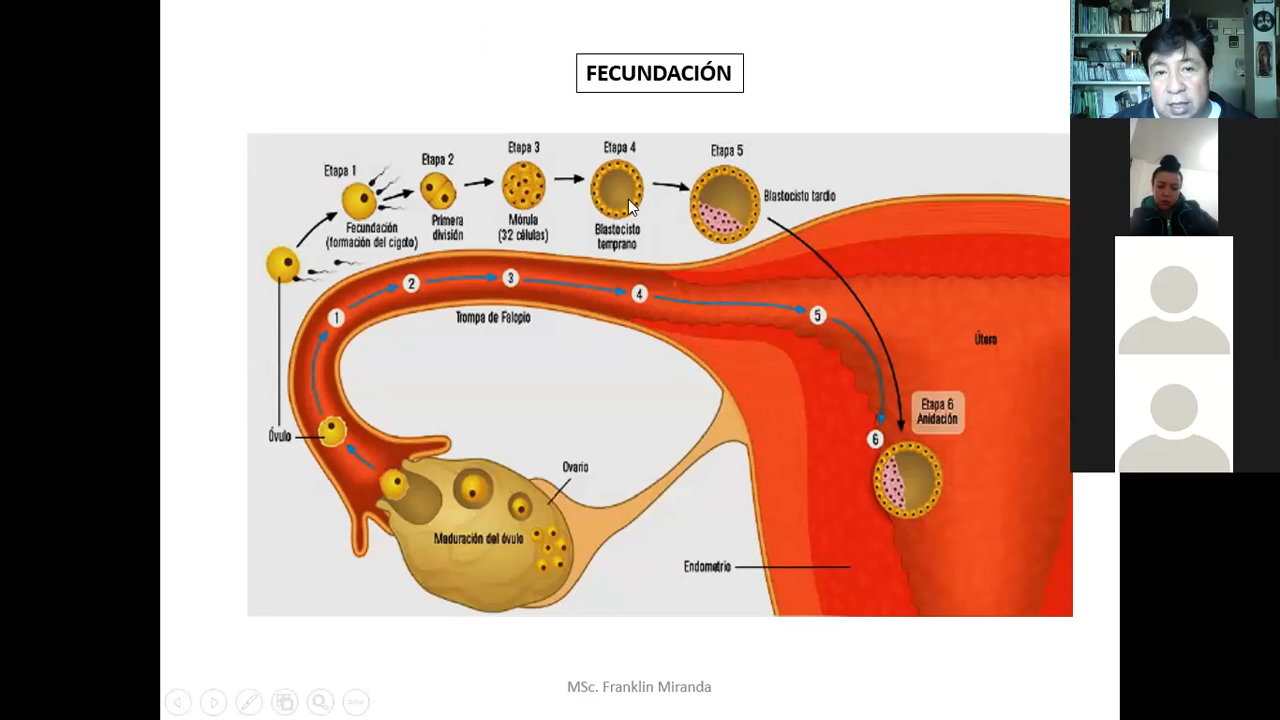 FECUNDACIÓN
Etapa 1
Etapa 2
Etapa 3
Etapa 4
Etapa 5
Fecundación
(formación del cigoto)
Primera
división
Mórula
(32 células)
Blastocisto
temprano
Blastocisto tardio
1
2
3
4
5
Trompa de Falopio
Útero
Etapa 6
Anidación
6
Óvulo
Ovario
Maduración del óvulo
Endometrio
MSc. Franklin Miranda